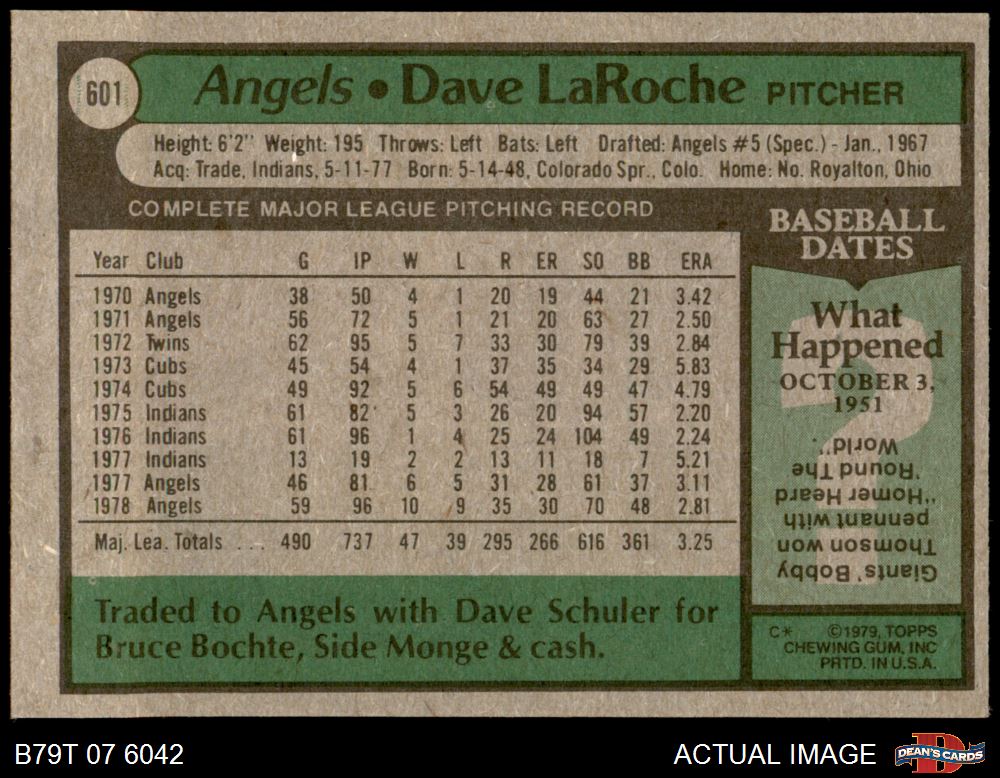 601 Angels • Dave LaRoche PITCHER
Height: 6'2" Weight: 195 Throws: Left Bats: Left Drafted: Angels #5 (Spec.) - Jan., 1967
Acq: Trade, Indians, 5-11-77 Born: 5-14-48, Colorado Spr., Colo. Home: No. Royalton, Ohio
COMPLETE MAJOR LEAGUE PITCHING RECORD
Year Club G IP W L R ER SO BB ERA
1970 Angels 38 50 4 1 20 19 44 21 3.42
1971 Angels 56 72 5 1 21 20 63 27 2.50
1972 Twins 62 95 5 7 33 30 79 39 2.84
1973 Cubs 45 54 4 1 37 35 34 29 5.83
1974 Cubs 49 92 5 6 54 49 49 47 4.79
1975 Indians 61 82 5 3 26 20 94 57 2.20
1976 Indians 61 96 1 4 25 24 104 49 2.24
1977 Indians 13 19 2 2 13 11 18 7 5.21
1977 Angels 46 81 6 5 31 28 61 37 3.11
1978 Angels 59 96 10 9 35 30 70 48 2.81
Maj. Lea. Totals ... 490 737 47 39 295 266 616 361 3.25
Traded to Angels with Dave Schuler for
Bruce Bochte, Side Monge & cash.
BASEBALL
DATES
What
Happened
OCTOBER 3,
1951
?
Giants' Bobby
Thomson won
pennant with
"Homer Heard
'Round The
World".
C* ©1979, TOPPS
CHEWING GUM, INC
PRTD. IN U.S.A.
B79T 07 6042
ACTUAL IMAGE
DEAN'S CARDS